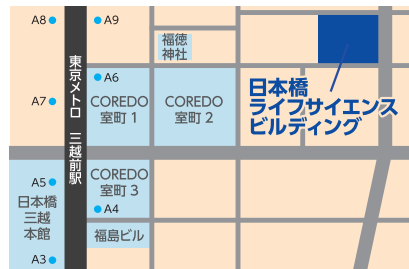 A8
A9
福徳
神社
東京メトロ 三越前駅
A6
A7
COREDO
室町 1
COREDO
室町 2
日本橋
ライフサイエンス
ビルディング
A5
日本橋
三越
本館
COREDO
室町 3
A4
福島ビル
A3